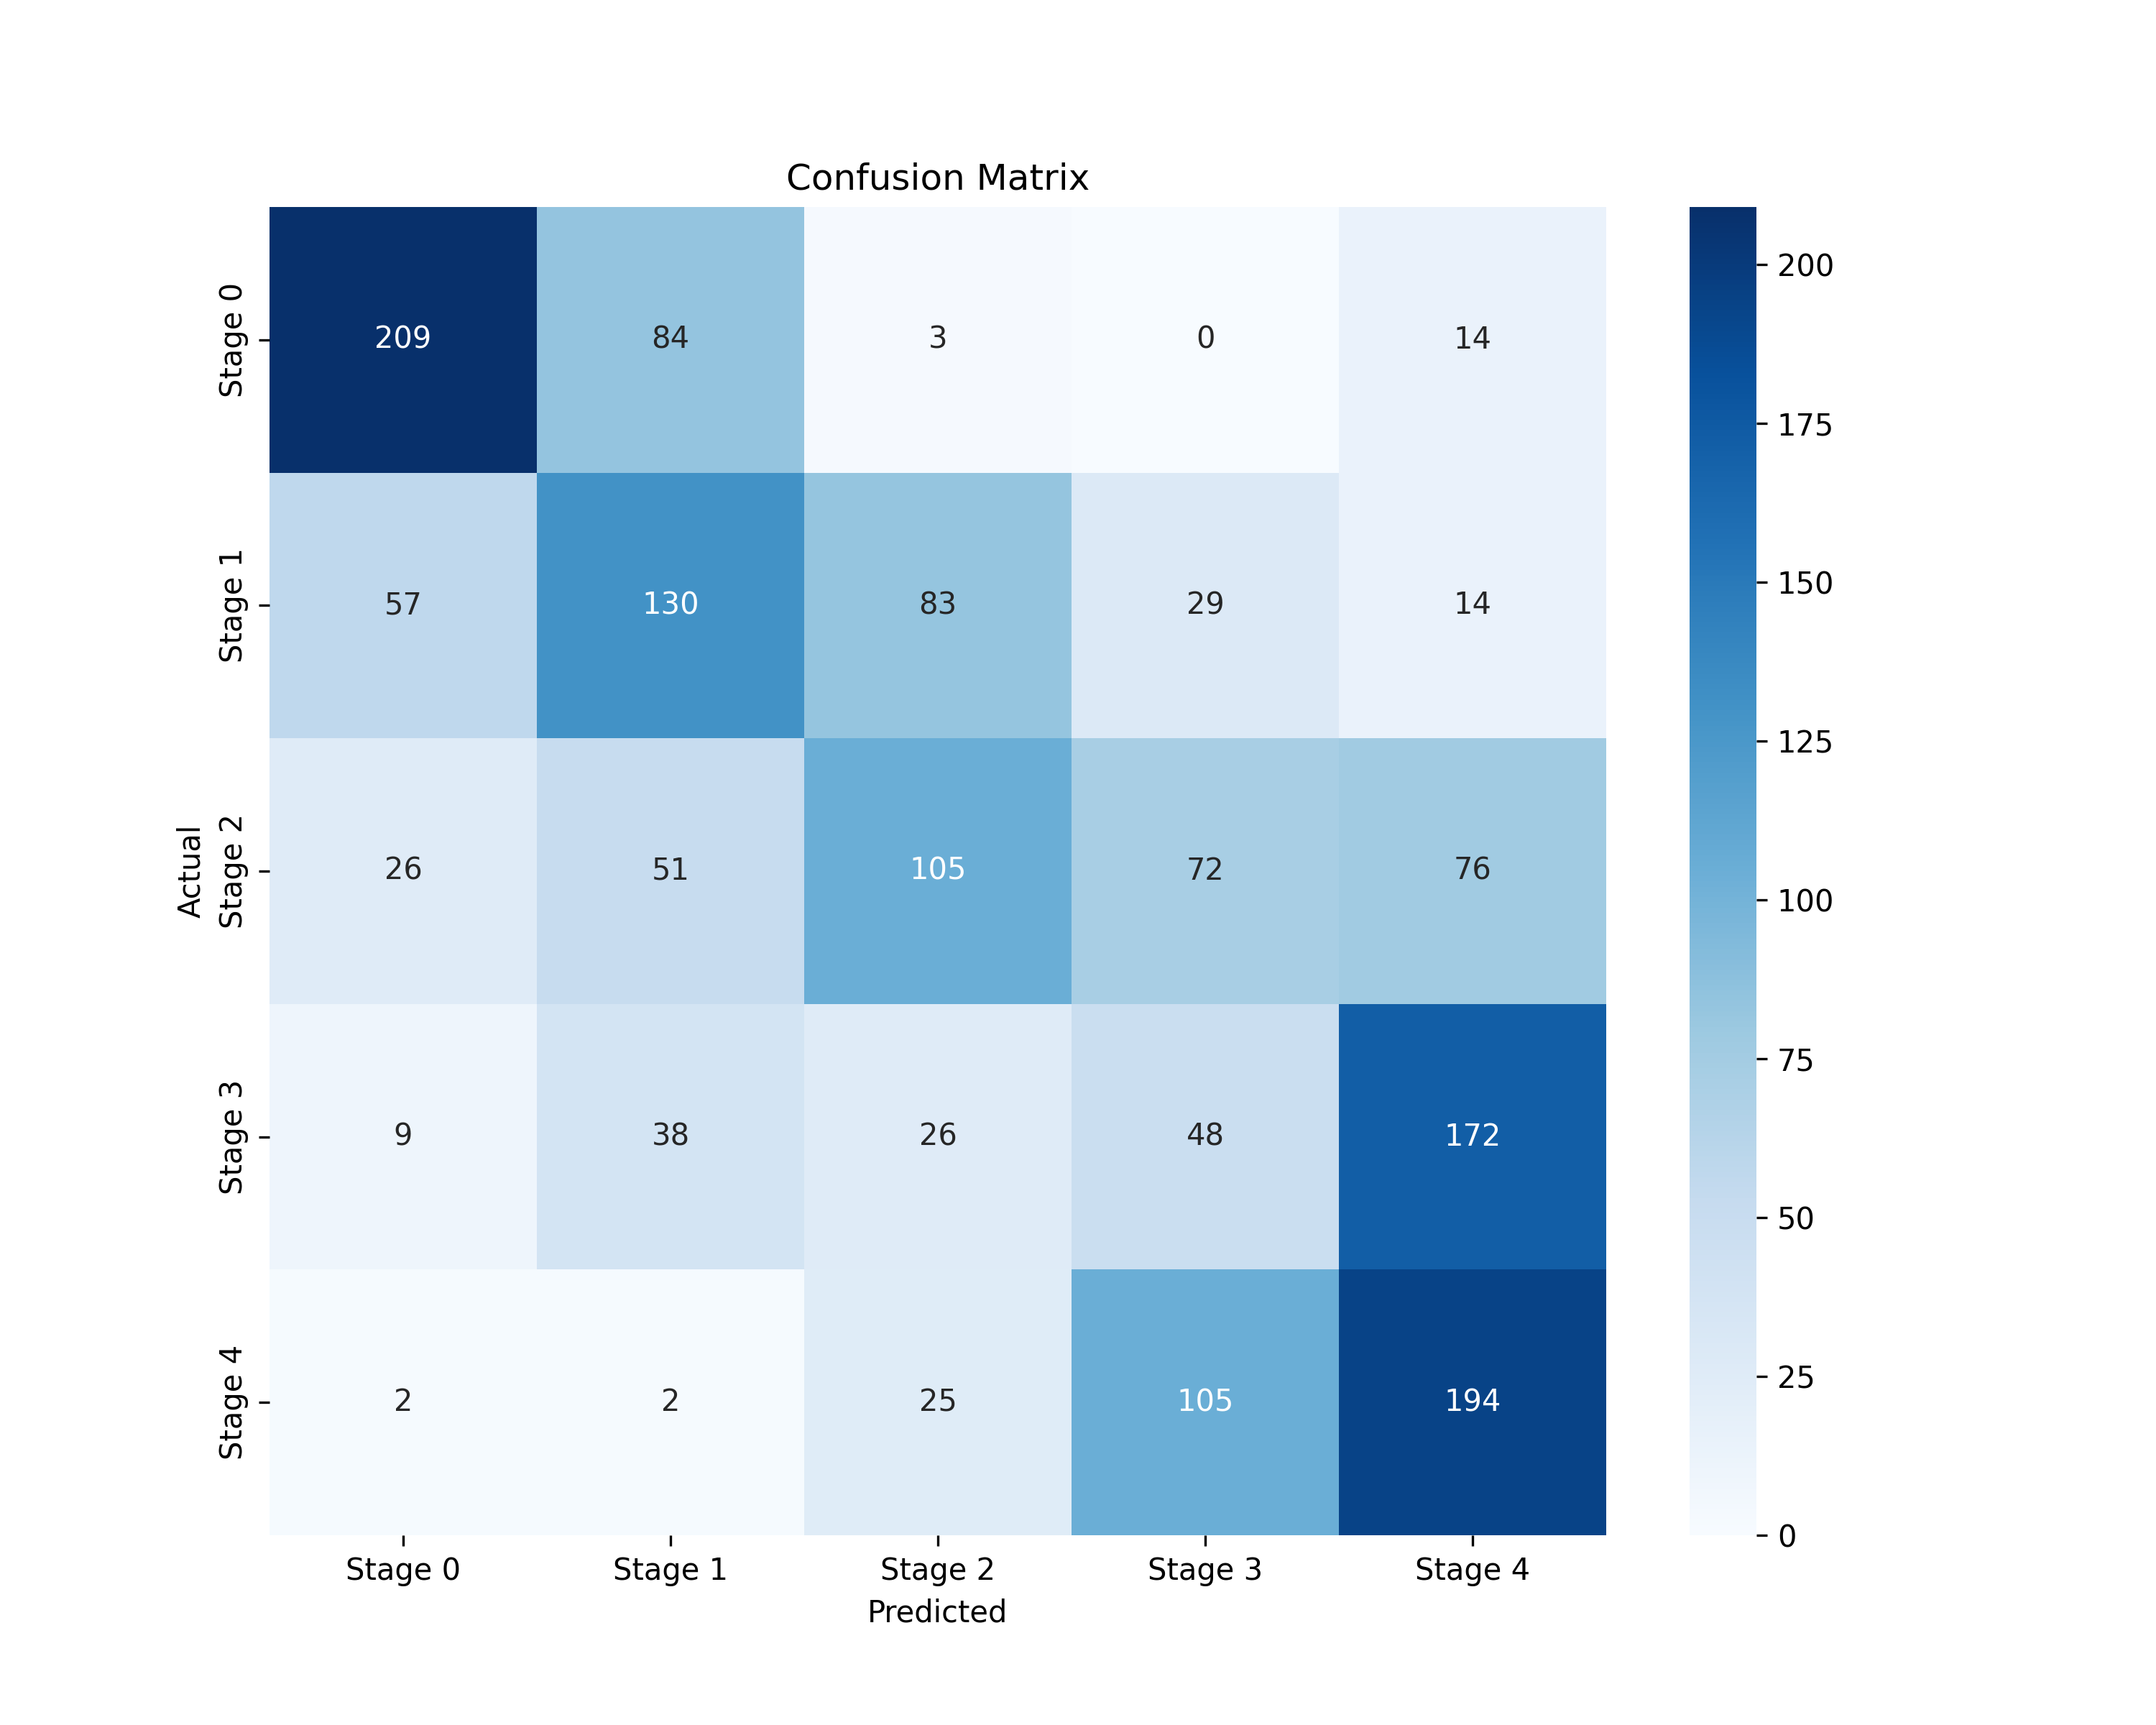 Confusion Matrix
Actual
Stage 0
209 84 3 0 14
Stage 1
57 130 83 29 14
Stage 2
26 51 105 72 76
Stage 3
9 38 26 48 172
Stage 4
2 2 25 105 194
Stage 0 Stage 1 Stage 2 Stage 3 Stage 4
Predicted
200
175
150
125
100
75
50
25
0